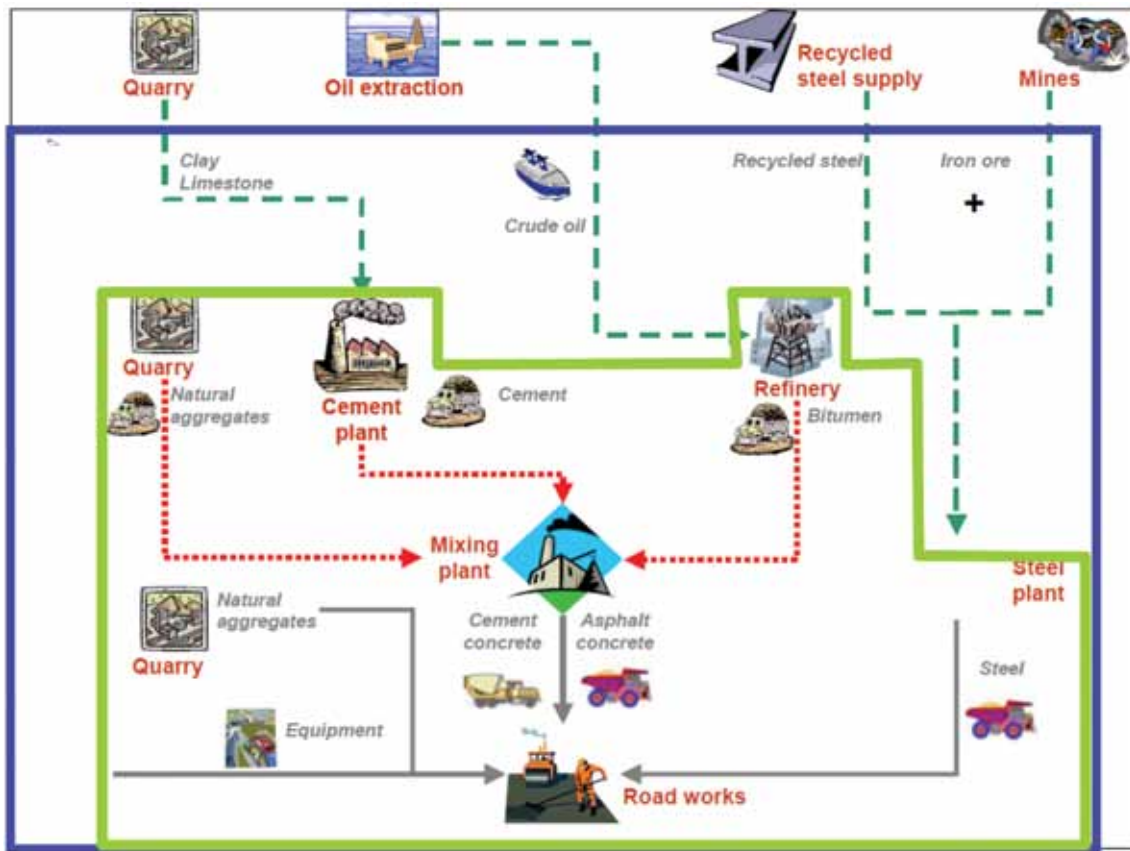 Quarry
Oil extraction
Recycled
steel supply
Mines
Clay
Limestone
Crude oil
Recycled steel
Iron ore
+
Quarry
Natural
aggregates
Cement
plant
Cement
Refinery
Bitumen
Mixing
plant
Steel
plant
Natural
aggregates
Quarry
Cement
concrete
Asphalt
concrete
Steel
Equipment
Road works